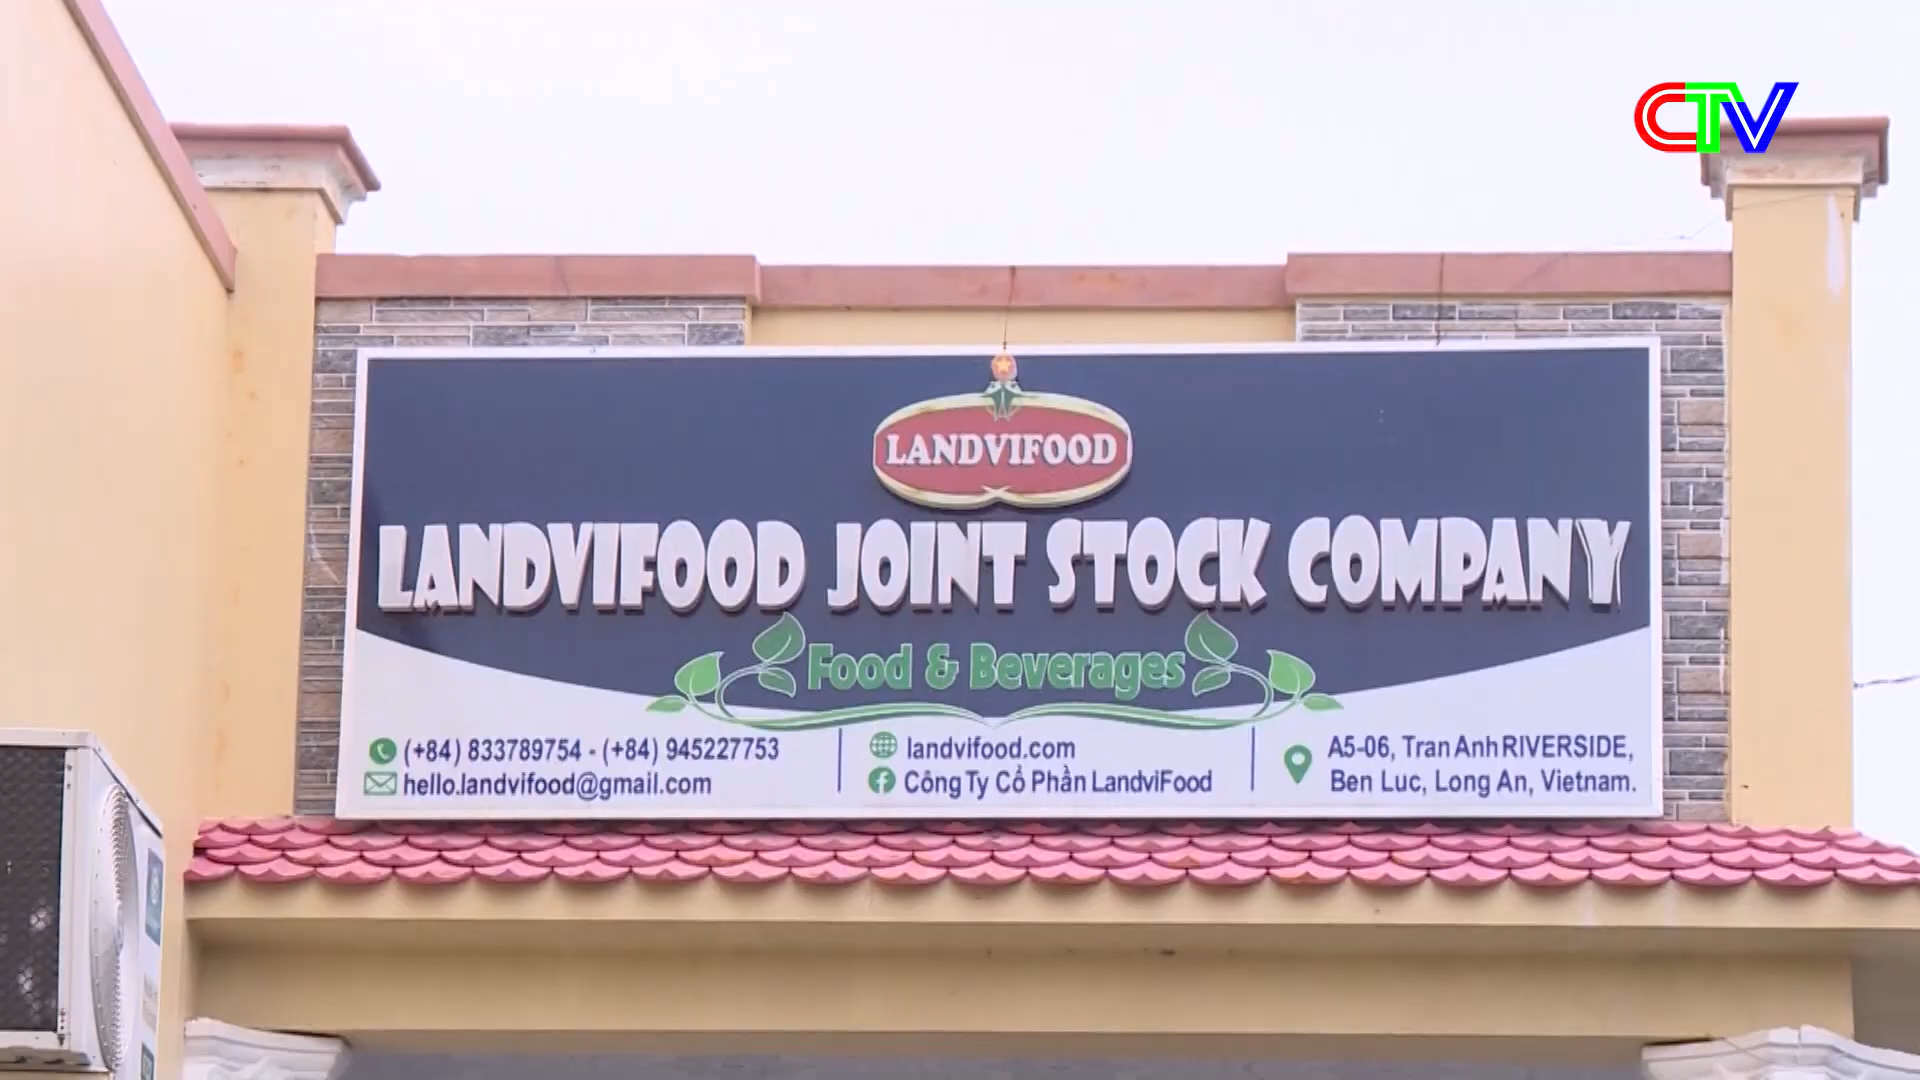 CTV
LANDVIFOOD
LANDVIFOOD JOINT STOCK COMPANY
Food & Beverages
(+84) 833789754 - (+84) 945227753
hello.landvifood@gmail.com
landvifood.com
Công Ty Cổ Phần LandviFood
A5-06, Tran Anh RIVERSIDE,
Ben Luc, Long An, Vietnam.